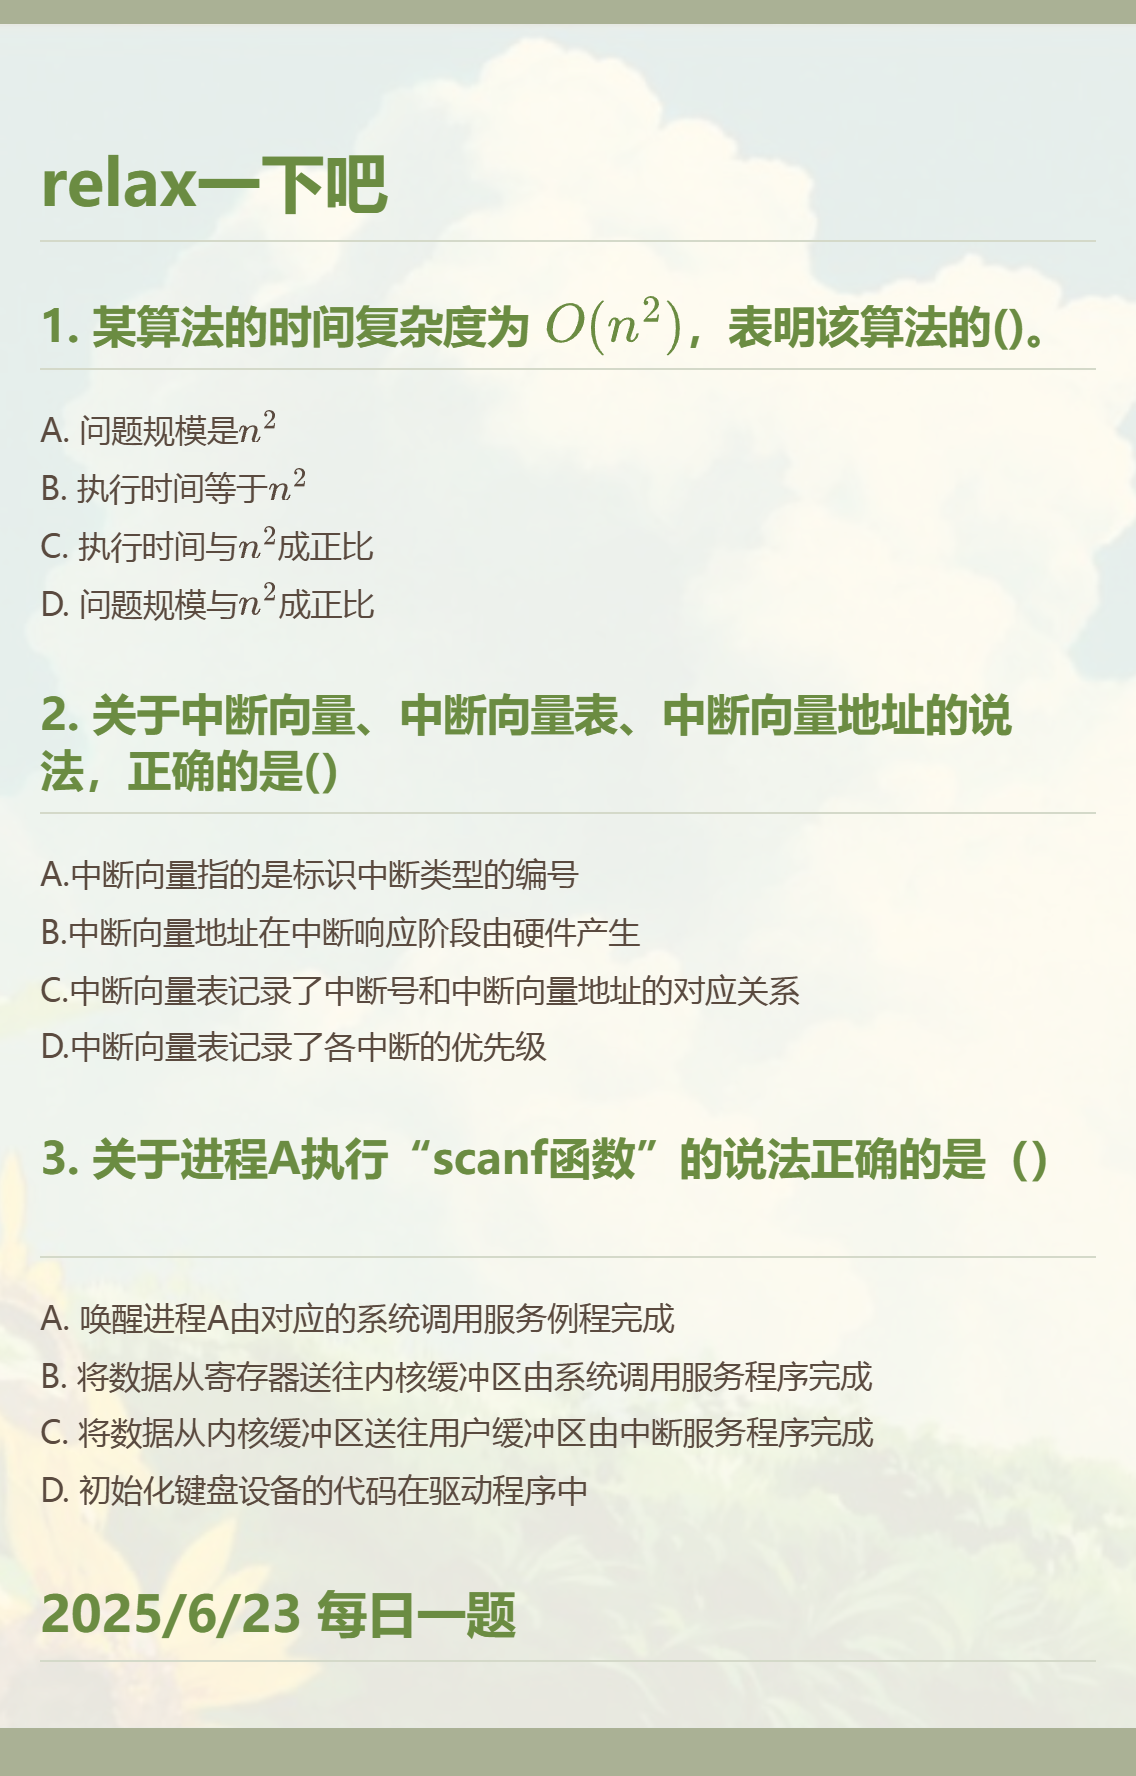 relax一下吧
1. 某算法的时间复杂度为 O(n²)，表明该算法的()。
A. 问题规模是n²
B. 执行时间等于n²
C. 执行时间与n²成正比
D. 问题规模与n²成正比
2. 关于中断向量、中断向量表、中断向量地址的说
法，正确的是()
A.中断向量指的是标识中断类型的编号
B.中断向量地址在中断响应阶段由硬件产生
C.中断向量表记录了中断号和中断向量地址的对应关系
D.中断向量表记录了各中断的优先级
3. 关于进程A执行“scanf函数”的说法正确的是（）
A. 唤醒进程A由对应的系统调用服务例程完成
B. 将数据从寄存器送往内核缓冲区由系统调用服务程序完成
C. 将数据从内核缓冲区送往用户缓冲区由中断服务程序完成
D. 初始化键盘设备的代码在驱动程序中
2025/6/23 每日一题